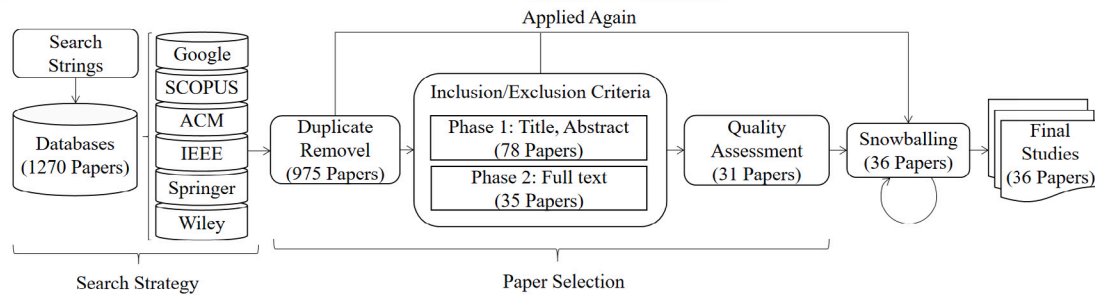 Applied Again
Search
Strings
Databases
(1270 Papers)
Google
SCOPUS
ACM
IEEE
Springer
Wiley
Duplicate
Removel
(975 Papers)
Inclusion/Exclusion Criteria
Phase 1: Title, Abstract
(78 Papers)
Phase 2: Full text
(35 Papers)
Quality
Assessment
(31 Papers)
Snowballing
(36 Papers)
Final
Studies
(36 Papers)
Search Strategy
Paper Selection